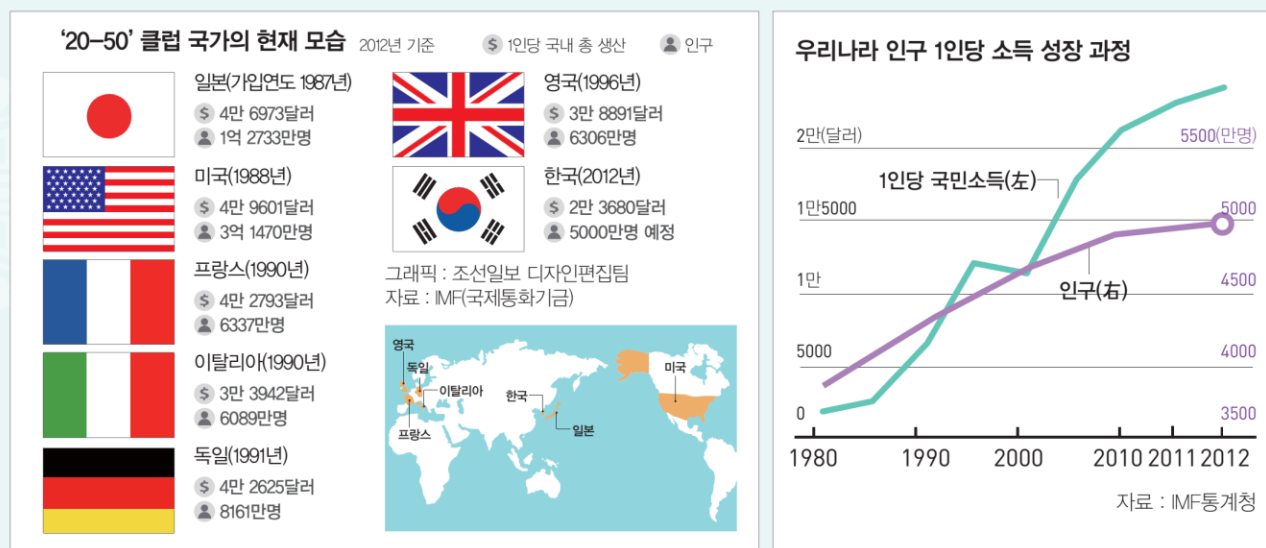 '20-50' 클럽 국가의 현재 모습 2012년 기준 $ 1인당 국내 총 생산 인구
일본(가입연도 1987년)
$ 4만 6973달러
1억 2733만명
미국(1988년)
$ 4만 9601달러
3억 1470만명
프랑스(1990년)
$ 4만 2793달러
6337만명
이탈리아(1990년)
$ 3만 3942달러
6089만명
독일(1991년)
$ 4만 2625달러
8161만명
영국(1996년)
$ 3만 8891달러
6306만명
한국(2012년)
$ 2만 3680달러
5000만명 예정
그래픽 : 조선일보 디자인편집팀
자료 : IMF(국제통화기금)
영국
독일
이탈리아
프랑스
한국
일본
미국
우리나라 인구 1인당 소득 성장 과정
2만(달러) 5500(만명)
1인당 국민소득(左)
1만5000 5000
1만 4500
인구(右)
5000 4000
0 3500
1980 1990 2000 2010 2011 2012
자료 : IMF통계청